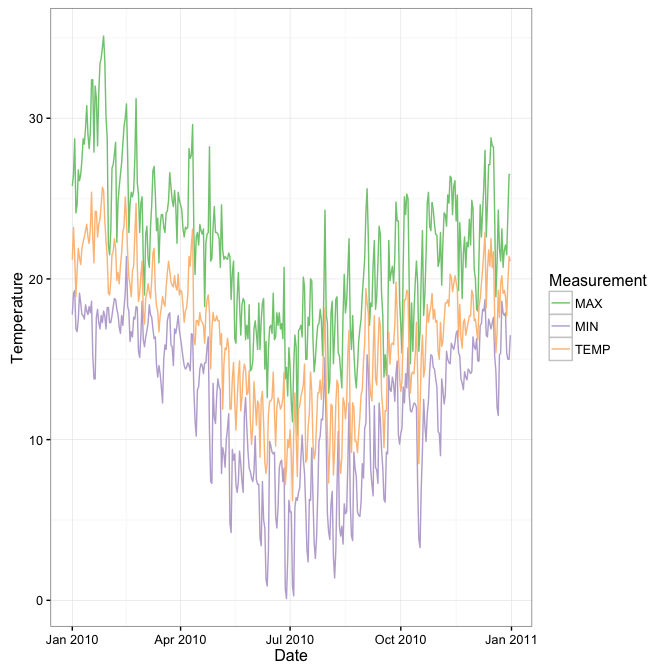 Temperature
30
20
10
0
Jan 2010
Apr 2010
Jul 2010
Oct 2010
Jan 2011
Date
Measurement
MAX
MIN
TEMP